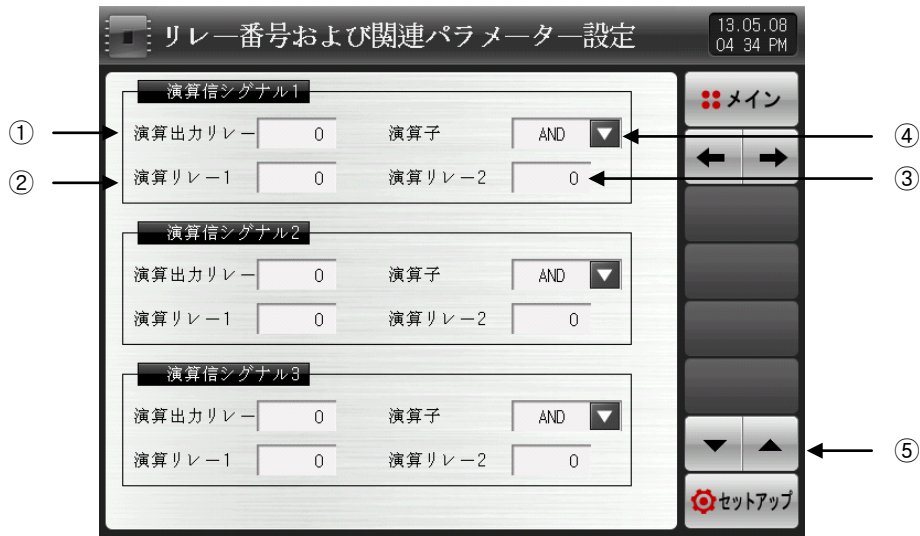 リレー番号および関連パラメーター設定
13.05.08
04 34 PM
演算信シグナル1
① 演算出力リレー 0 演算子 AND ④
② 演算リレー1 0 演算リレー2 0 ③
演算信シグナル2
演算出力リレー 0 演算子 AND
演算リレー1 0 演算リレー2 0
演算信シグナル3
演算出力リレー 0 演算子 AND
演算リレー1 0 演算リレー2 0
メイン
⑤
セットアップ